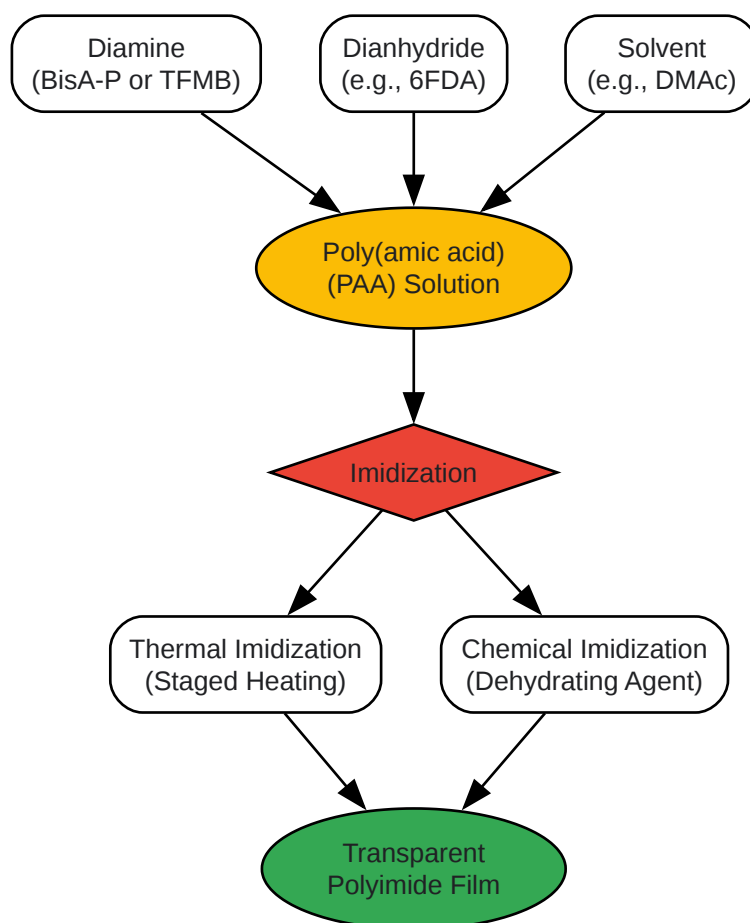 Diamine
(BisA-P or TFMB)
Dianhydride
(e.g., 6FDA)
Solvent
(e.g., DMAc)
Poly(amic acid)
(PAA) Solution
Imidization
Thermal Imidization
(Staged Heating)
Chemical Imidization
(Dehydrating Agent)
Transparent
Polyimide Film